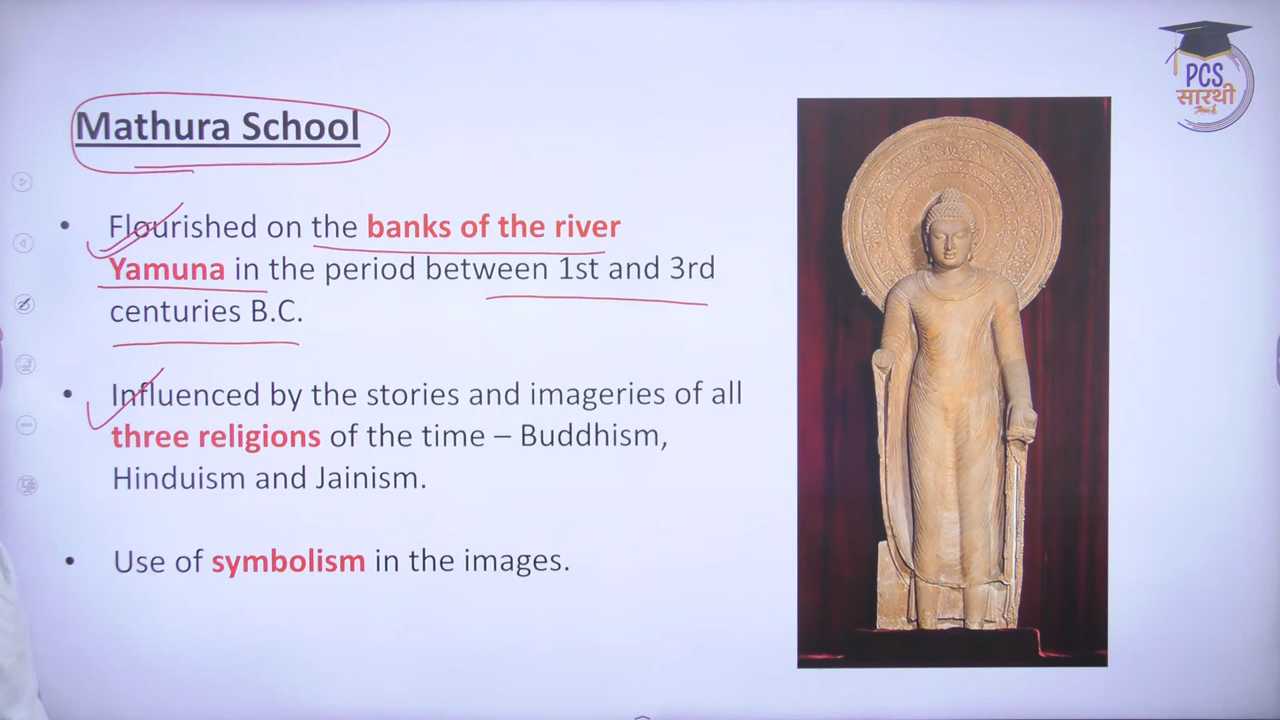 PCS
सारथी
Mathura School
• Flourished on the banks of the river
Yamuna in the period between 1st and 3rd
centuries B.C.
• Influenced by the stories and imageries of all
three religions of the time – Buddhism,
Hinduism and Jainism.
• Use of symbolism in the images.